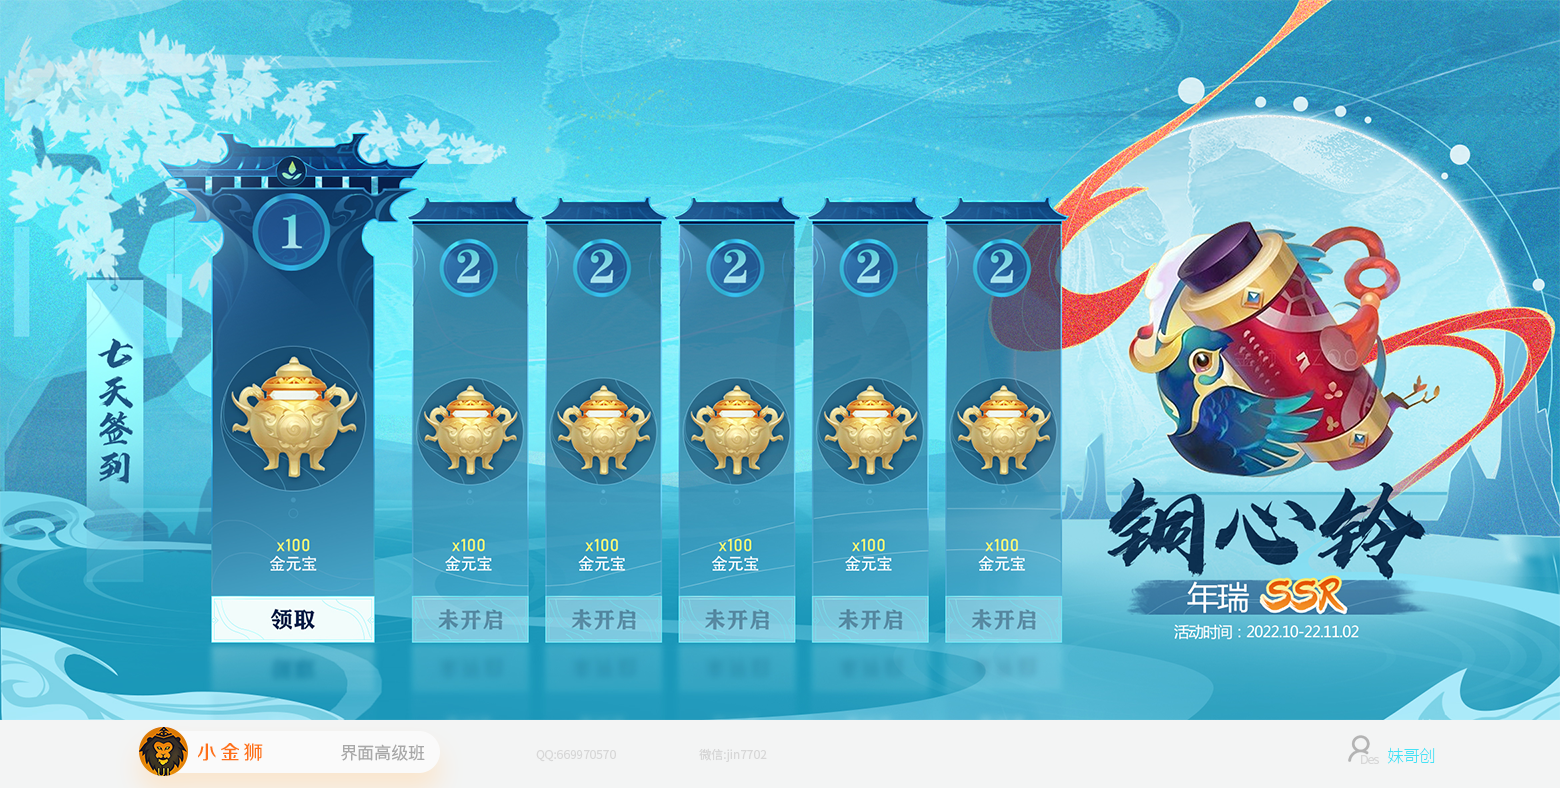 七天签到
1
x100
金元宝
领取
2
x100
金元宝
未开启
2
x100
金元宝
未开启
2
x100
金元宝
未开启
2
x100
金元宝
未开启
2
x100
金元宝
未开启
铜心铃
年瑞 SSR
活动时间：2022.10-22.11.02
小金狮
界面高级班
QQ:669970570
微信:jin7702
Des
妹哥创